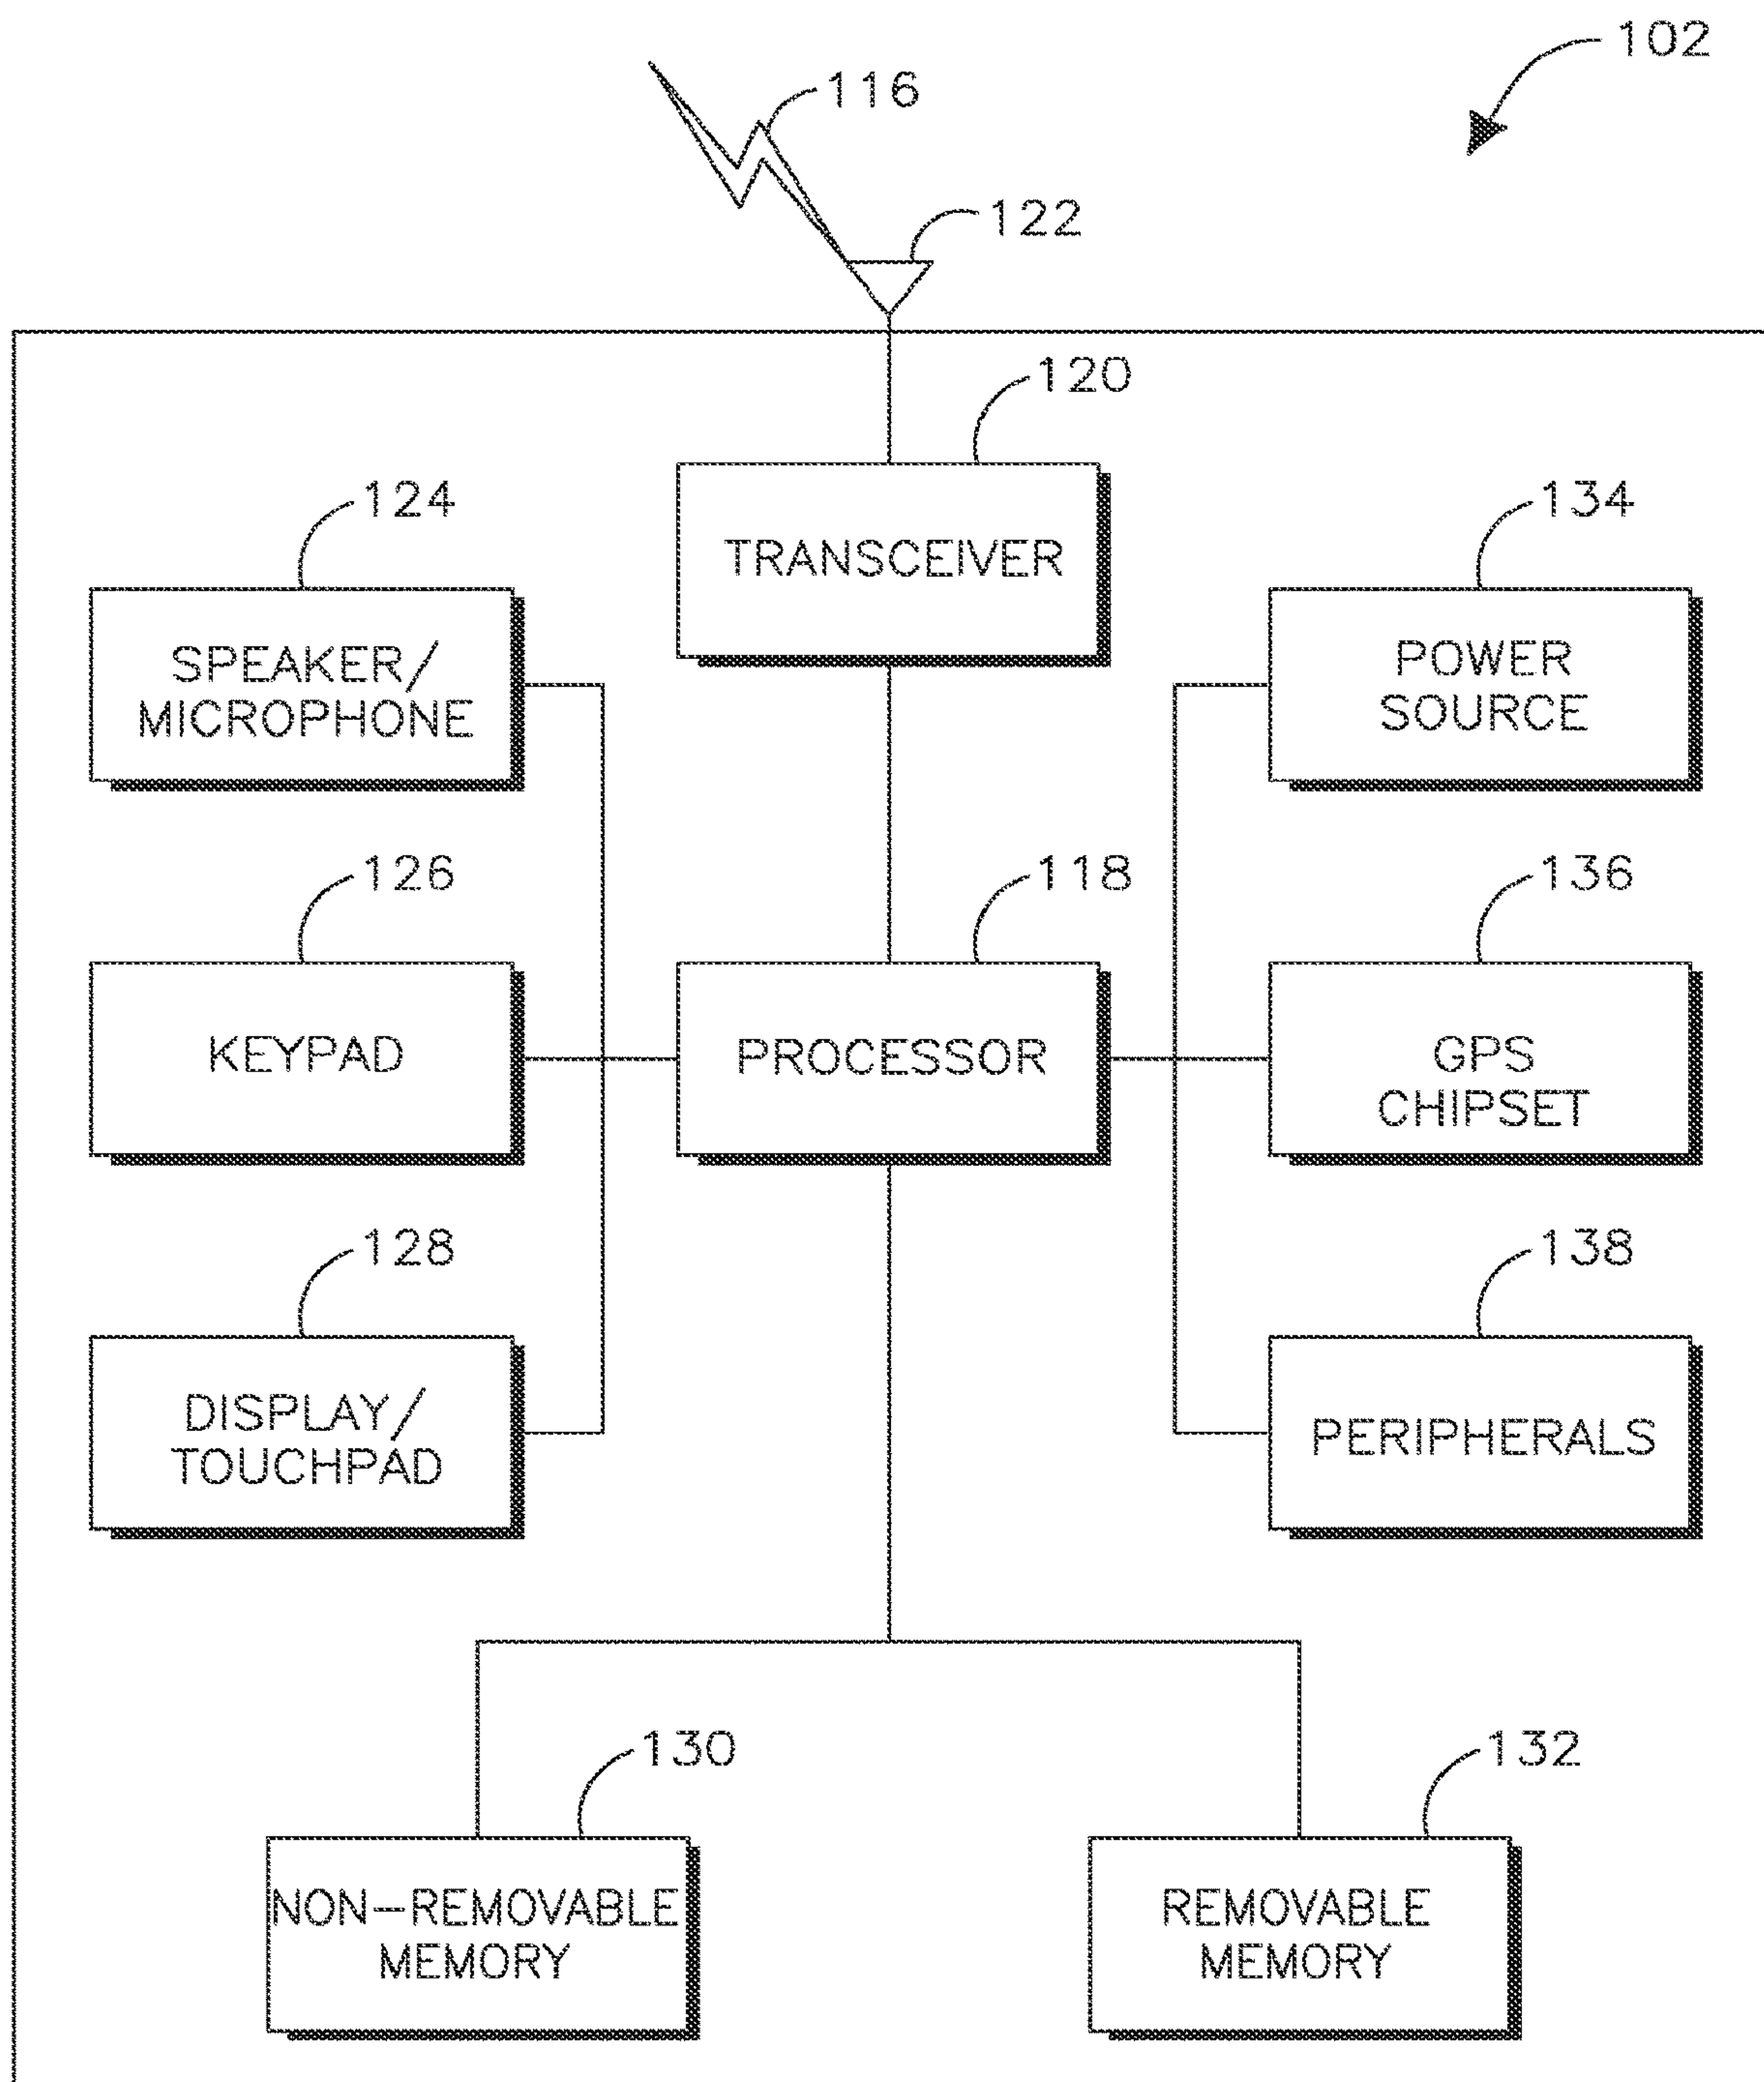 102
116
122
120
TRANSCEIVER
124
SPEAKER/
MICROPHONE
134
POWER
SOURCE
126
KEYPAD
118
PROCESSOR
136
GPS
CHIPSET
128
DISPLAY/
TOUCHPAD
138
PERIPHERALS
130
NON-REMOVABLE
MEMORY
132
REMOVABLE
MEMORY